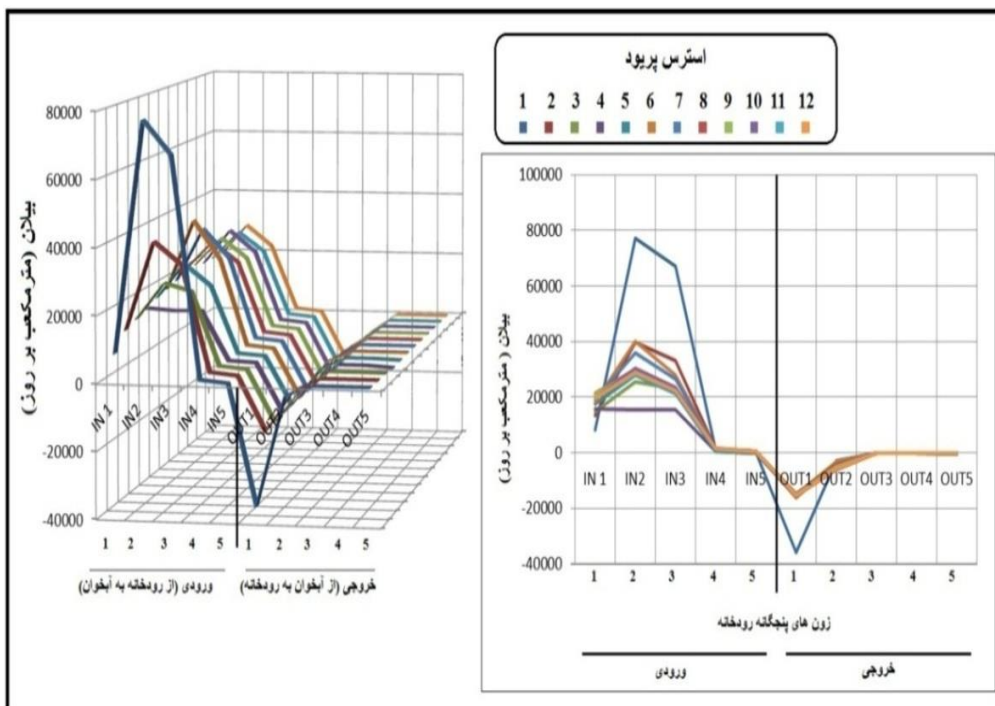 استرس پریود
1 2 3 4 5 6 7 8 9 10 11 12
بیلان (مترمکعب بر روز)
80000
60000
40000
20000
0
-20000
-40000
IN 1 IN2 IN3 IN4 IN5 OUT1 OUT2 OUT3 OUT4 OUT5
1 2 3 4 5 1 2 3 4 5
ورودی (از رودخانه به آبخوان) خروجی (از آبخوان به رودخانه)
بیلان (مترمکعب بر روز)
100000
80000
60000
40000
20000
0
-20000
-40000
IN 1 IN2 IN3 IN4 IN5 OUT1 OUT2 OUT3 OUT4 OUT5
1 2 3 4 5 1 2 3 4 5
زون های پنجگانه رودخانه
ورودی خروجی